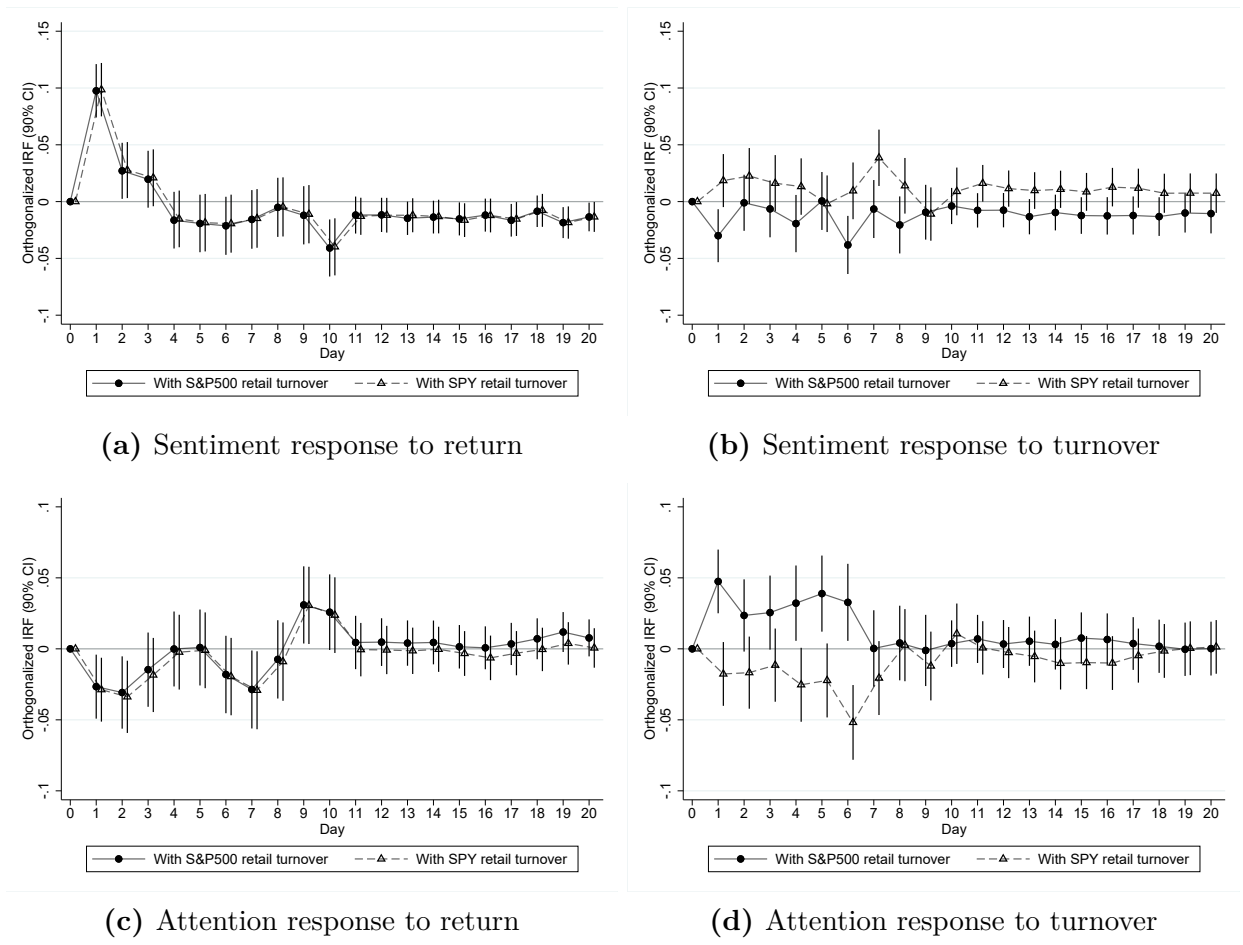 Orthogonalized IRF (90% CI)
.15
.1
.05
0
-.05
-.1
0 1 2 3 4 5 6 7 8 9 10 11 12 13 14 15 16 17 18 19 20
Day
With S&P500 retail turnover With SPY retail turnover
(a) Sentiment response to return
Orthogonalized IRF (90% CI)
.15
.1
.05
0
-.05
-.1
0 1 2 3 4 5 6 7 8 9 10 11 12 13 14 15 16 17 18 19 20
Day
With S&P500 retail turnover With SPY retail turnover
(b) Sentiment response to turnover
Orthogonalized IRF (90% CI)
.1
.05
0
-.05
-.1
0 1 2 3 4 5 6 7 8 9 10 11 12 13 14 15 16 17 18 19 20
Day
With S&P500 retail turnover With SPY retail turnover
(c) Attention response to return
Orthogonalized IRF (90% CI)
.1
.05
0
-.05
-.1
0 1 2 3 4 5 6 7 8 9 10 11 12 13 14 15 16 17 18 19 20
Day
With S&P500 retail turnover With SPY retail turnover
(d) Attention response to turnover